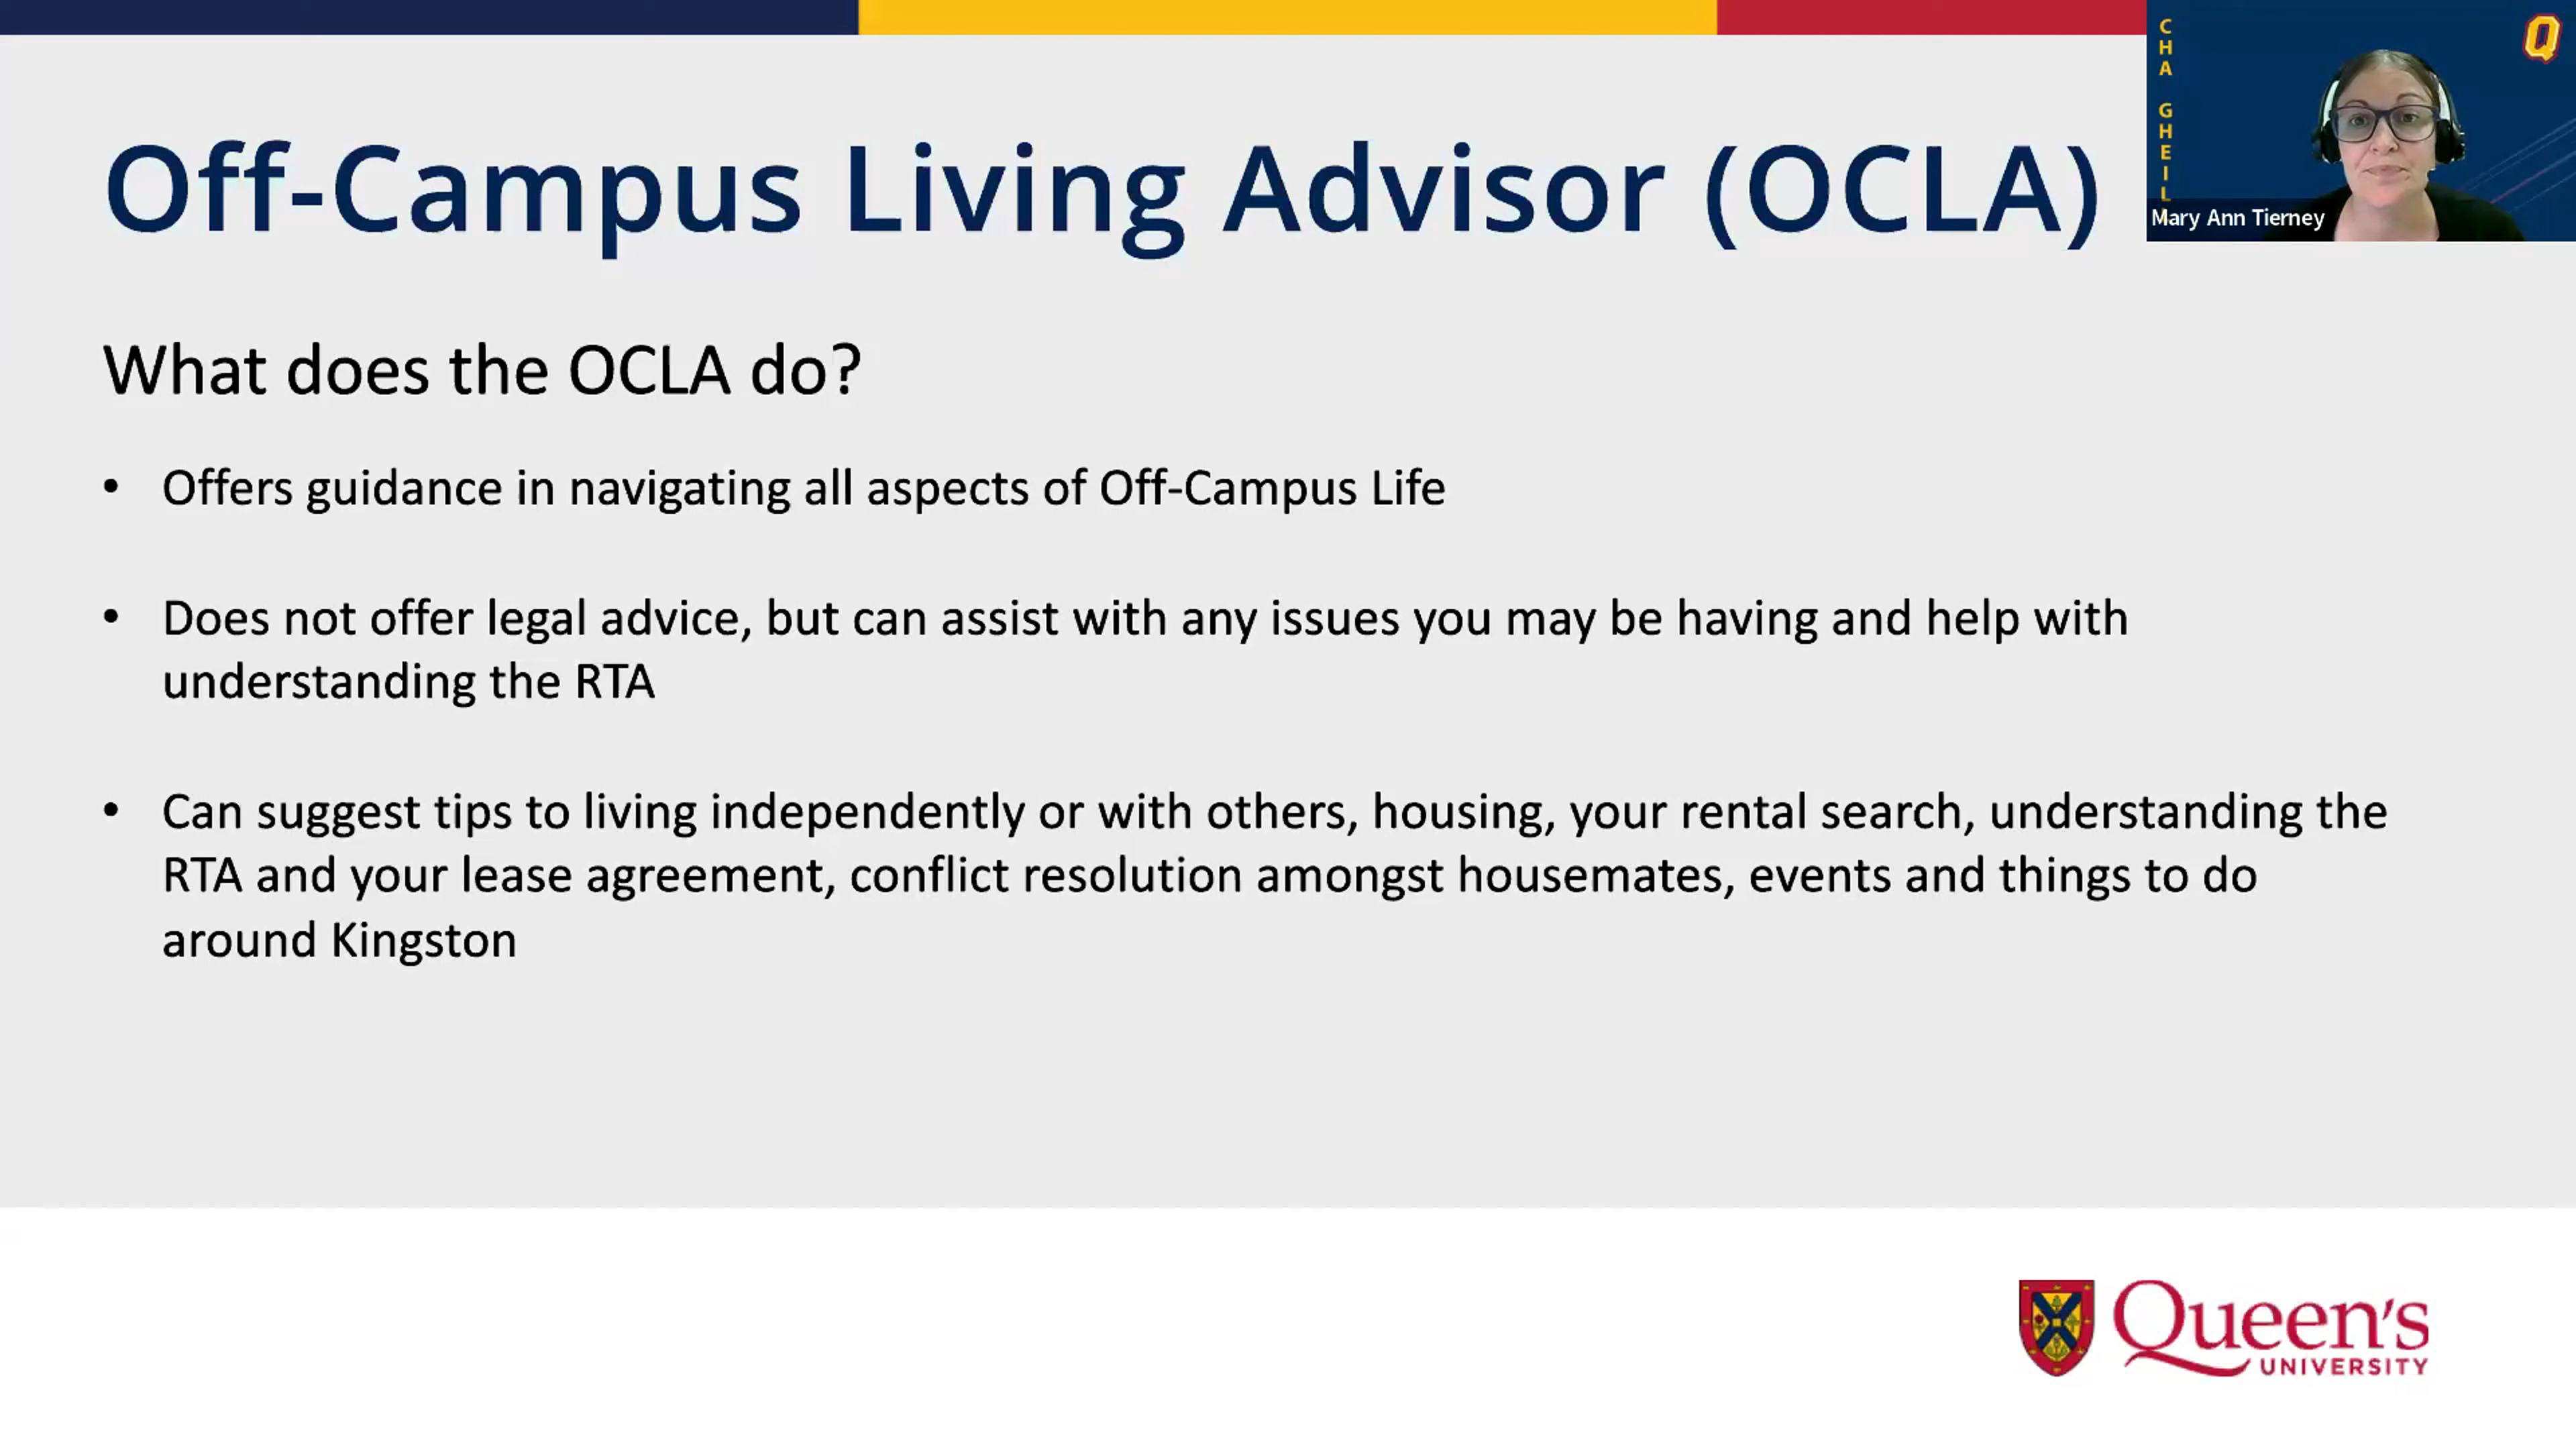 Off-Campus Living Advisor (OCLA)
CHA GHEIL
Q
Mary Ann Tierney
What does the OCLA do?
• Offers guidance in navigating all aspects of Off-Campus Life
• Does not offer legal advice, but can assist with any issues you may be having and help with
understanding the RTA
• Can suggest tips to living independently or with others, housing, your rental search, understanding the
RTA and your lease agreement, conflict resolution amongst housemates, events and things to do
around Kingston
Queen's
UNIVERSITY